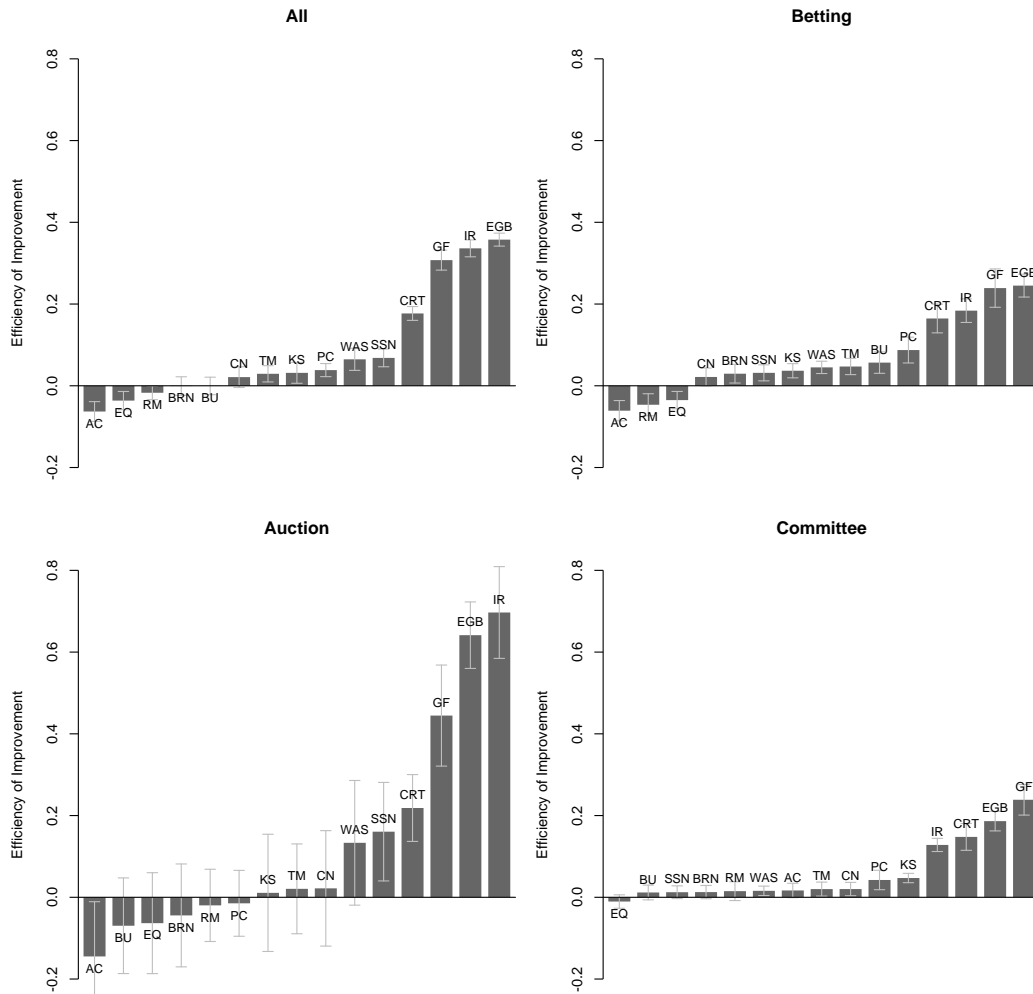 All
Efficiency of Improvement
0.8
0.6
0.4
0.2
0.0
-0.2
AC
EQ
RM
BRN
BU
CN
TM
KS
PC
WAS
SSN
CRT
GF
IR
EGB
Betting
Efficiency of Improvement
0.8
0.6
0.4
0.2
0.0
-0.2
AC
RM
EQ
CN
BRN
SSN
KS
WAS
TM
BU
PC
CRT
IR
GF
EGB
Auction
Efficiency of Improvement
0.8
0.6
0.4
0.2
0.0
-0.2
AC
BU
EQ
BRN
RM
PC
KS
TM
CN
WAS
SSN
CRT
GF
EGB
IR
Committee
Efficiency of Improvement
0.8
0.6
0.4
0.2
0.0
-0.2
EQ
BU
SSN
BRN
RM
WAS
AC
TM
CN
PC
KS
IR
CRT
EGB
GF